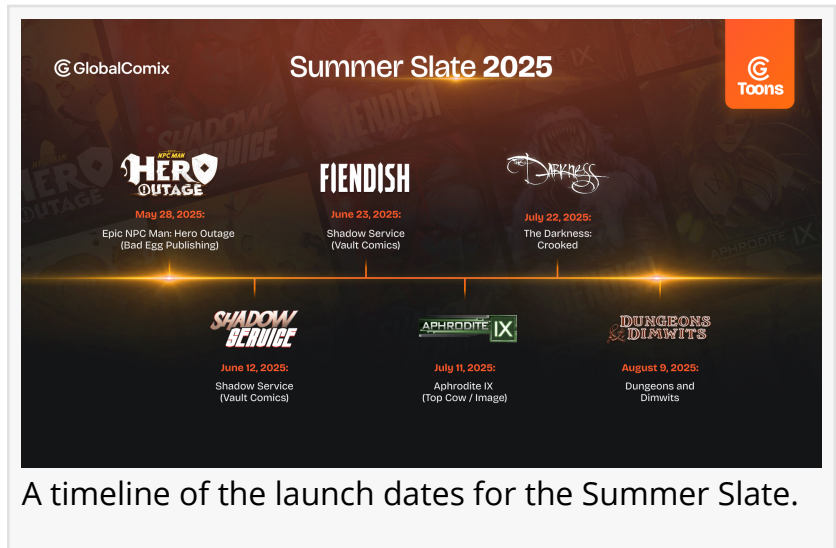 GlobalComix
Summer Slate 2025
Toons
EPIC NPC MAN
HERO
OUTAGE
May 28, 2025:
Epic NPC Man: Hero Outage
(Bad Egg Publishing)
FIENDISH
June 23, 2025:
Shadow Service
(Vault Comics)
The Darkness
July 22, 2025:
The Darkness:
Crooked
SHADOW
SERVICE
June 12, 2025:
Shadow Service
(Vault Comics)
APHRODITE IX
July 11, 2025:
Aphrodite IX
(Top Cow / Image)
DUNGEONS
& DIMWITS
August 9, 2025:
Dungeons and
Dimwits
A timeline of the launch dates for the Summer Slate.